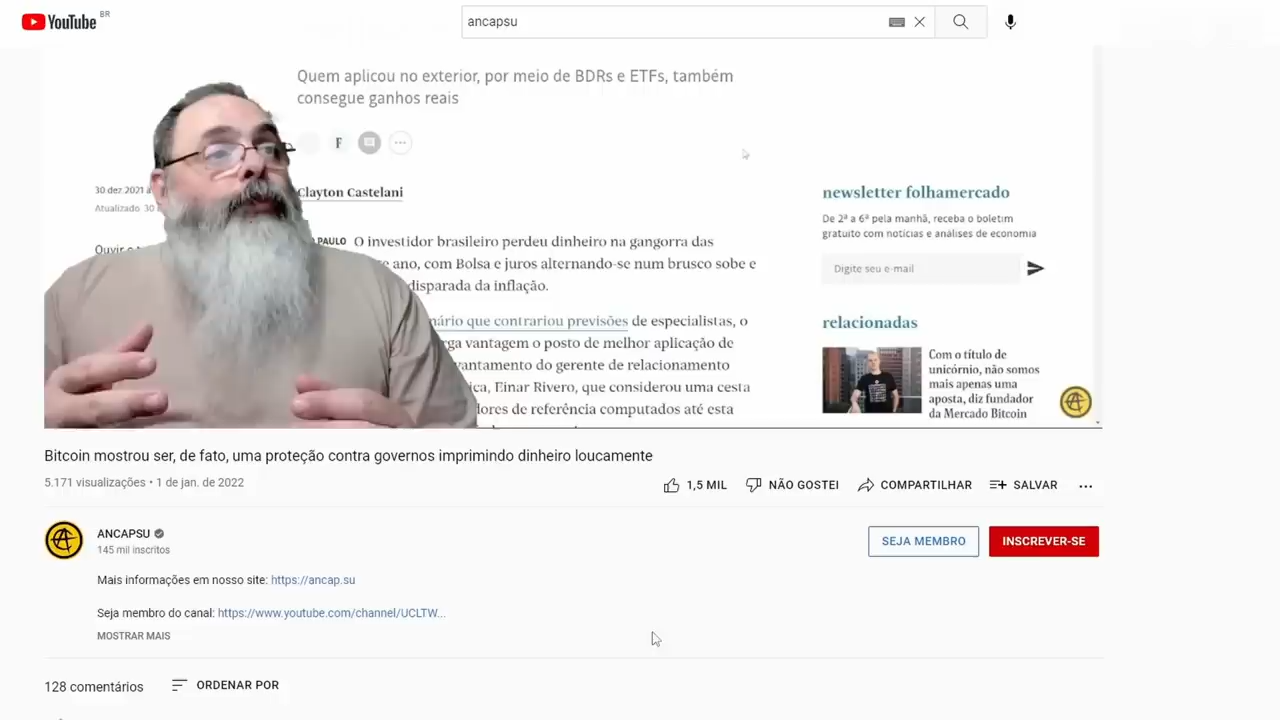 YouTube BR
ancapsu
Quem aplicou no exterior, por meio de BDRs e ETFs, também
consegue ganhos reais
F
30 dez.2021 à
Clayton Castelani
Atualizado 30
PAULO O investidor brasileiro perdeu dinheiro na gangorra das
ano, com Bolsa e juros alternando-se num brusco sobe e
disparada da inflação.
que contrariou previsões de especialistas, o
vantagem o posto de melhor aplicação de
do gerente de relacionamento
Einar Rivero, que considerou uma cesta
de referência computados até esta
newsletter folhamercado
De 2ª a 6ª pela manhã, receba o boletim
gratuito com notícias e análises de economia
Digite seu e-mail
relacionadas
Com o título de
unicórnio, não somos
mais apenas uma
aposta, diz fundador
da Mercado Bitcoin
Bitcoin mostrou ser, de fato, uma proteção contra governos imprimindo dinheiro loucamente
5.171 visualizações • 1 de jan. de 2022
1,5 MIL NÃO GOSTEI COMPARTILHAR SALVAR ...
ANCAPSU
145 mil inscritos
SEJA MEMBRO INSCREVER-SE
Mais informações em nosso site: https://ancap.su
Seja membro do canal: https://www.youtube.com/channel/UCLTW...
MOSTRAR MAIS
128 comentários ORDENAR POR